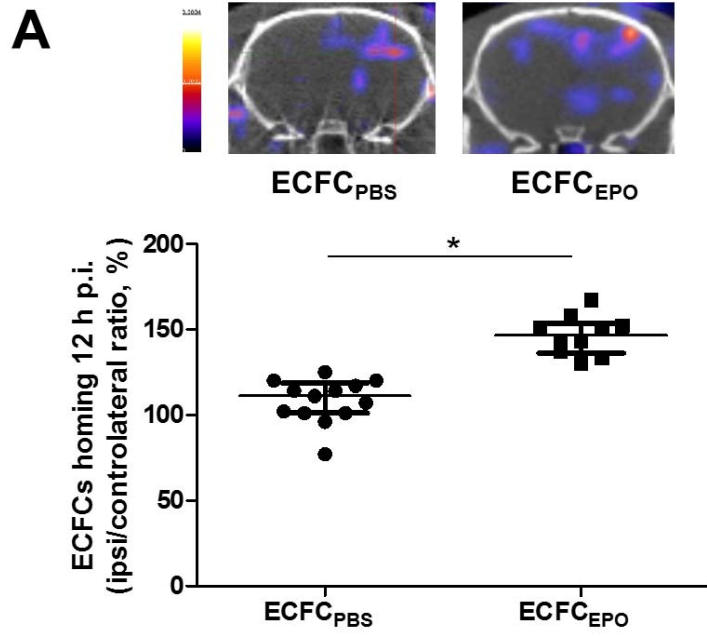 A
ECFC_PBS ECFC_EPO
*
ECFCs homing 12 h p.i.
(ipsi/controlateral ratio, %)
200
150
100
50
0
ECFC_PBS ECFC_EPO